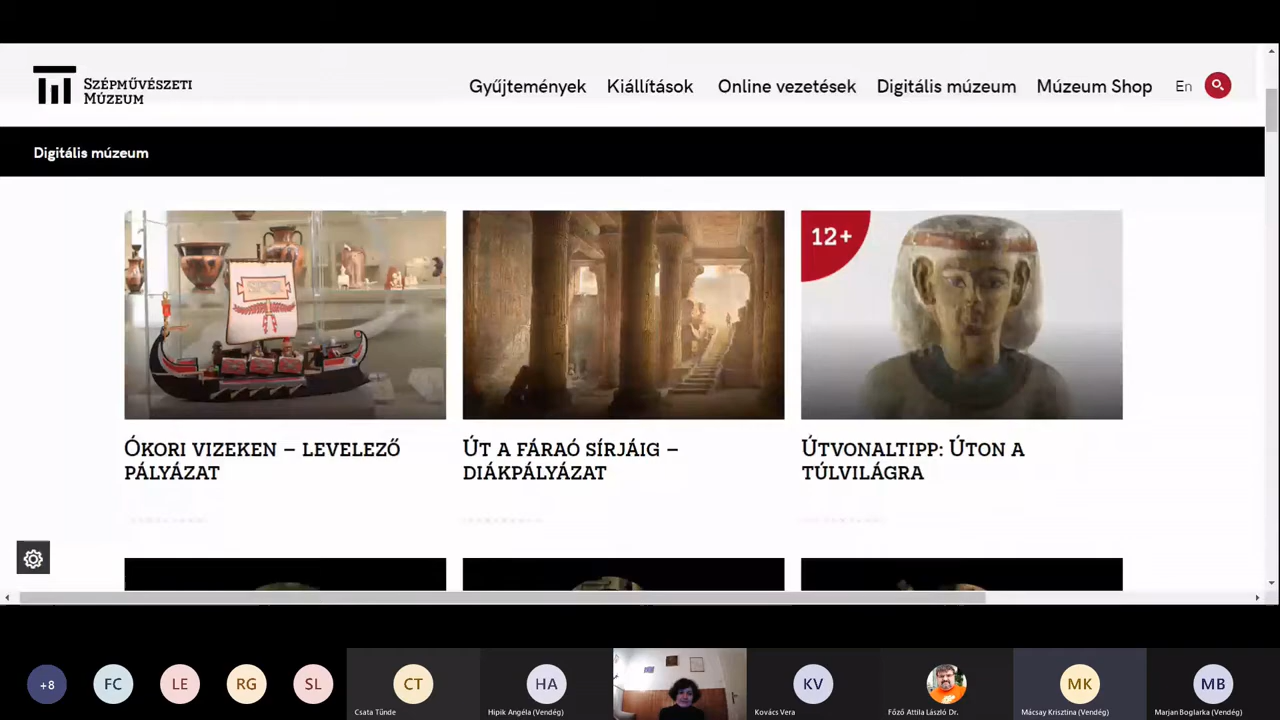 Szépművészeti
Múzeum
Gyűjtemények Kiállítások Online vezetések Digitális múzeum Múzeum Shop En
Digitális múzeum
12+
Ókori vizeken – levelező
pályázat
Út a fáraó sírjáig –
diákpályázat
Útvonaltipp: Úton a
túlvilágra
+8 FC LE RG SL CT HA KV MK MB
Csata Tünde Hipik Angéla (Vendég) Kovács Vera Főző Attila László Dr. Mácsay Krisztina (Vendég) Marjan Boglarka (Vendég)